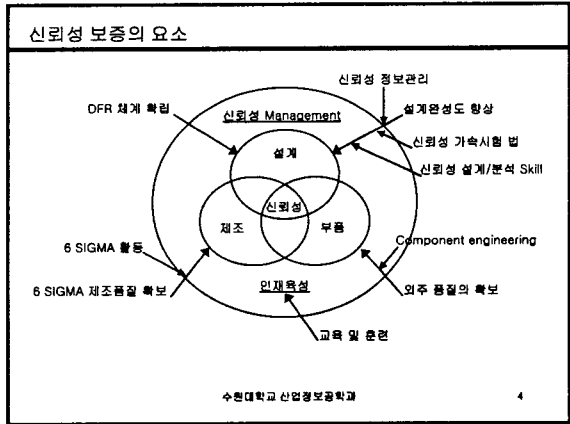 신뢰성 보증의 요소
신뢰성 정보관리
DFR 체계 확립
신뢰성 Management
설계완성도 향상
신뢰성 가속시험 법
설계
신뢰성 설계/분석 Skill
신뢰성
제조
부품
6 SIGMA 활동
Component engineering
6 SIGMA 제조품질 확보
인재육성
외주 품질의 확보
교육 및 훈련
수원대학교 산업정보공학과
4